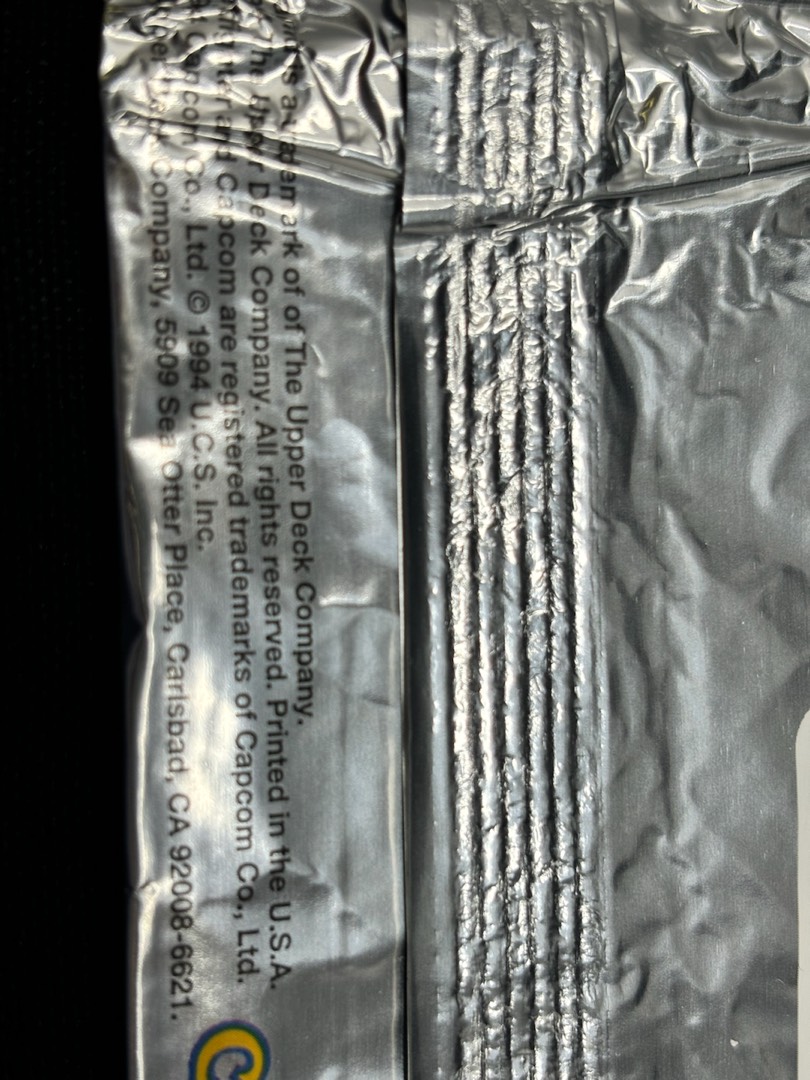 is a trademark of of The Upper Deck Company.
The Upper Deck Company. All rights reserved. Printed in the U.S.A.
and Capcom are registered trademarks of Capcom Co., Ltd.
Capcom Co., Ltd. © 1994 U.C.S. Inc.
Deck Company, 5909 Sea Otter Place, Carlsbad, CA 92008-6621.
C